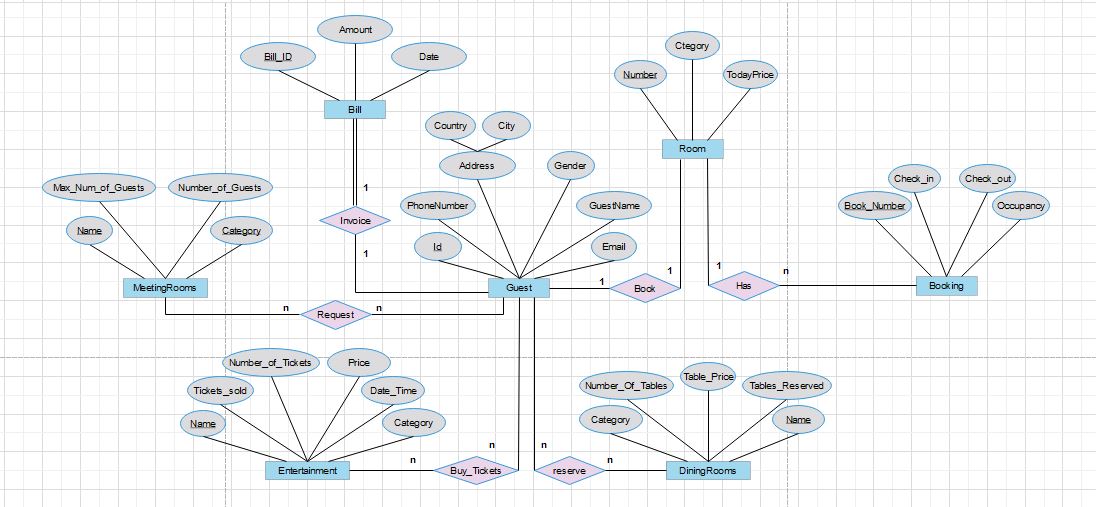 Amount
Bill_ID
Date
Bill
1
Invoice
1
Ctegory
Number
TodayPrice
Room
Country
City
Address
Gender
PhoneNumber
GuestName
Id
Email
Guest
Max_Num_of_Guests
Number_of_Guests
Name
Category
MeetingRooms
n
Request
n
1
Book
1
1
Has
n
Check_in
Check_out
Book_Number
Occupancy
Booking
Number_of_Tickets
Price
Tickets_sold
Date_Time
Name
Category
Entertainment
n
Buy_Tickets
n
n
reserve
n
Table_Price
Number_Of_Tables
Tables_Reserved
Category
Name
DiningRooms